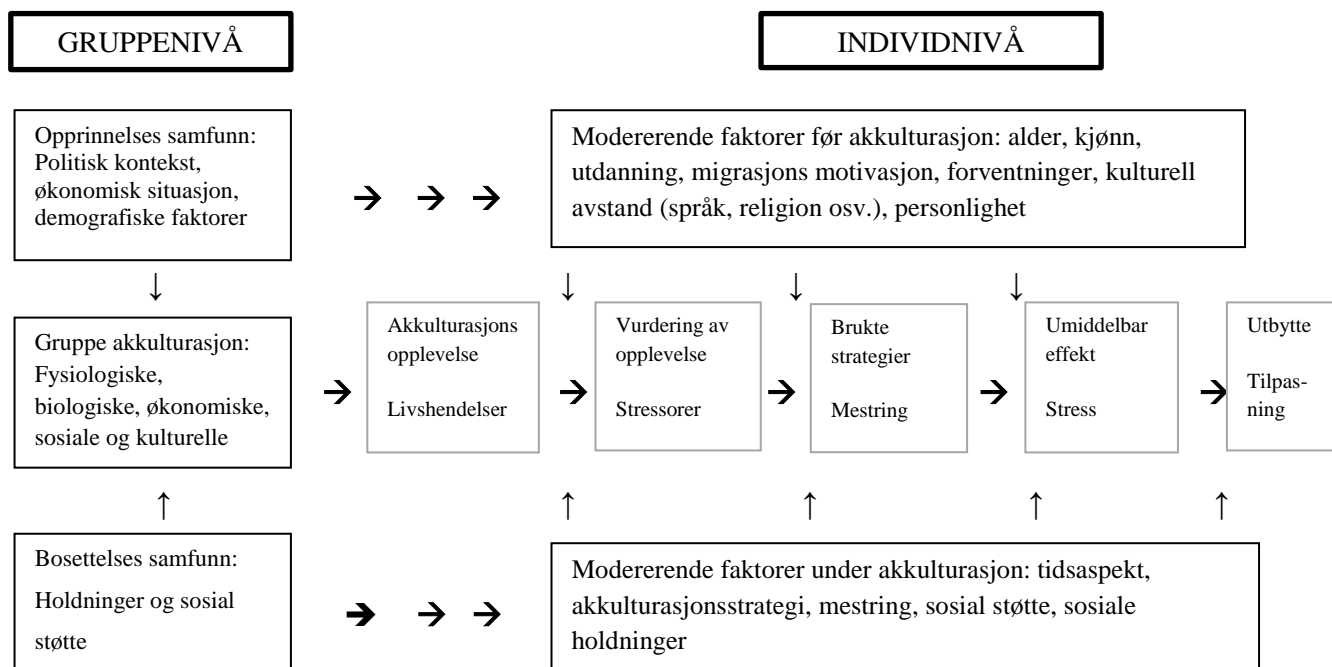 GRUPPENIVÅ
INDIVIDNIVÅ
Opprinnelses samfunn:
Politisk kontekst,
økonomisk situasjon,
demografiske faktorer
Modererende faktorer før akkulturasjon: alder, kjønn,
utdanning, migrasjons motivasjon, forventninger, kulturell
avstand (språk, religion osv.), personlighet
Gruppe akkulturasjon:
Fysiologiske,
biologiske, økonomiske,
sosiale og kulturelle
Akkulturasjons
opplevelse
Livshendelser
Vurdering av
opplevelse
Stressorer
Brukte
strategier
Mestring
Umiddelbar
effekt
Stress
Utbytte
Tilpas-
ning
Bosettelses samfunn:
Holdninger og sosial
støtte
Modererende faktorer under akkulturasjon: tidsaspekt,
akkulturasjonsstrategi, mestring, sosial støtte, sosiale
holdninger